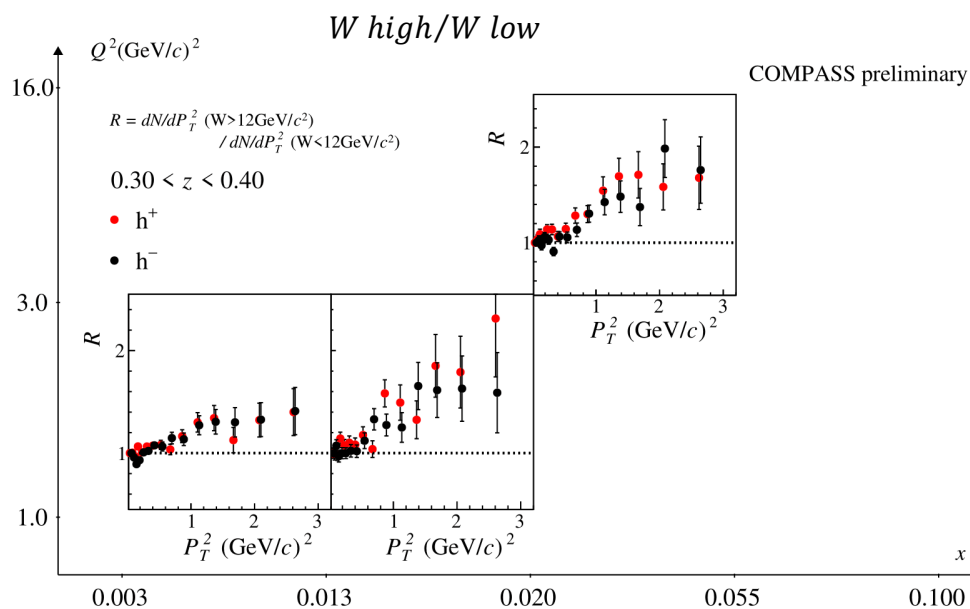 W high/W low
Q²(GeV/c)²
COMPASS preliminary
16.0
R = dN/dP_T² (W>12GeV/c²)
/ dN/dP_T² (W<12GeV/c²)
0.30 < z < 0.40
h⁺
h⁻
R
2
1
1 2 3
P_T² (GeV/c)²
3.0
R
2
1
1 2 3
P_T² (GeV/c)²
1 2 3
P_T² (GeV/c)²
1.0
x
0.003 0.013 0.020 0.055 0.100